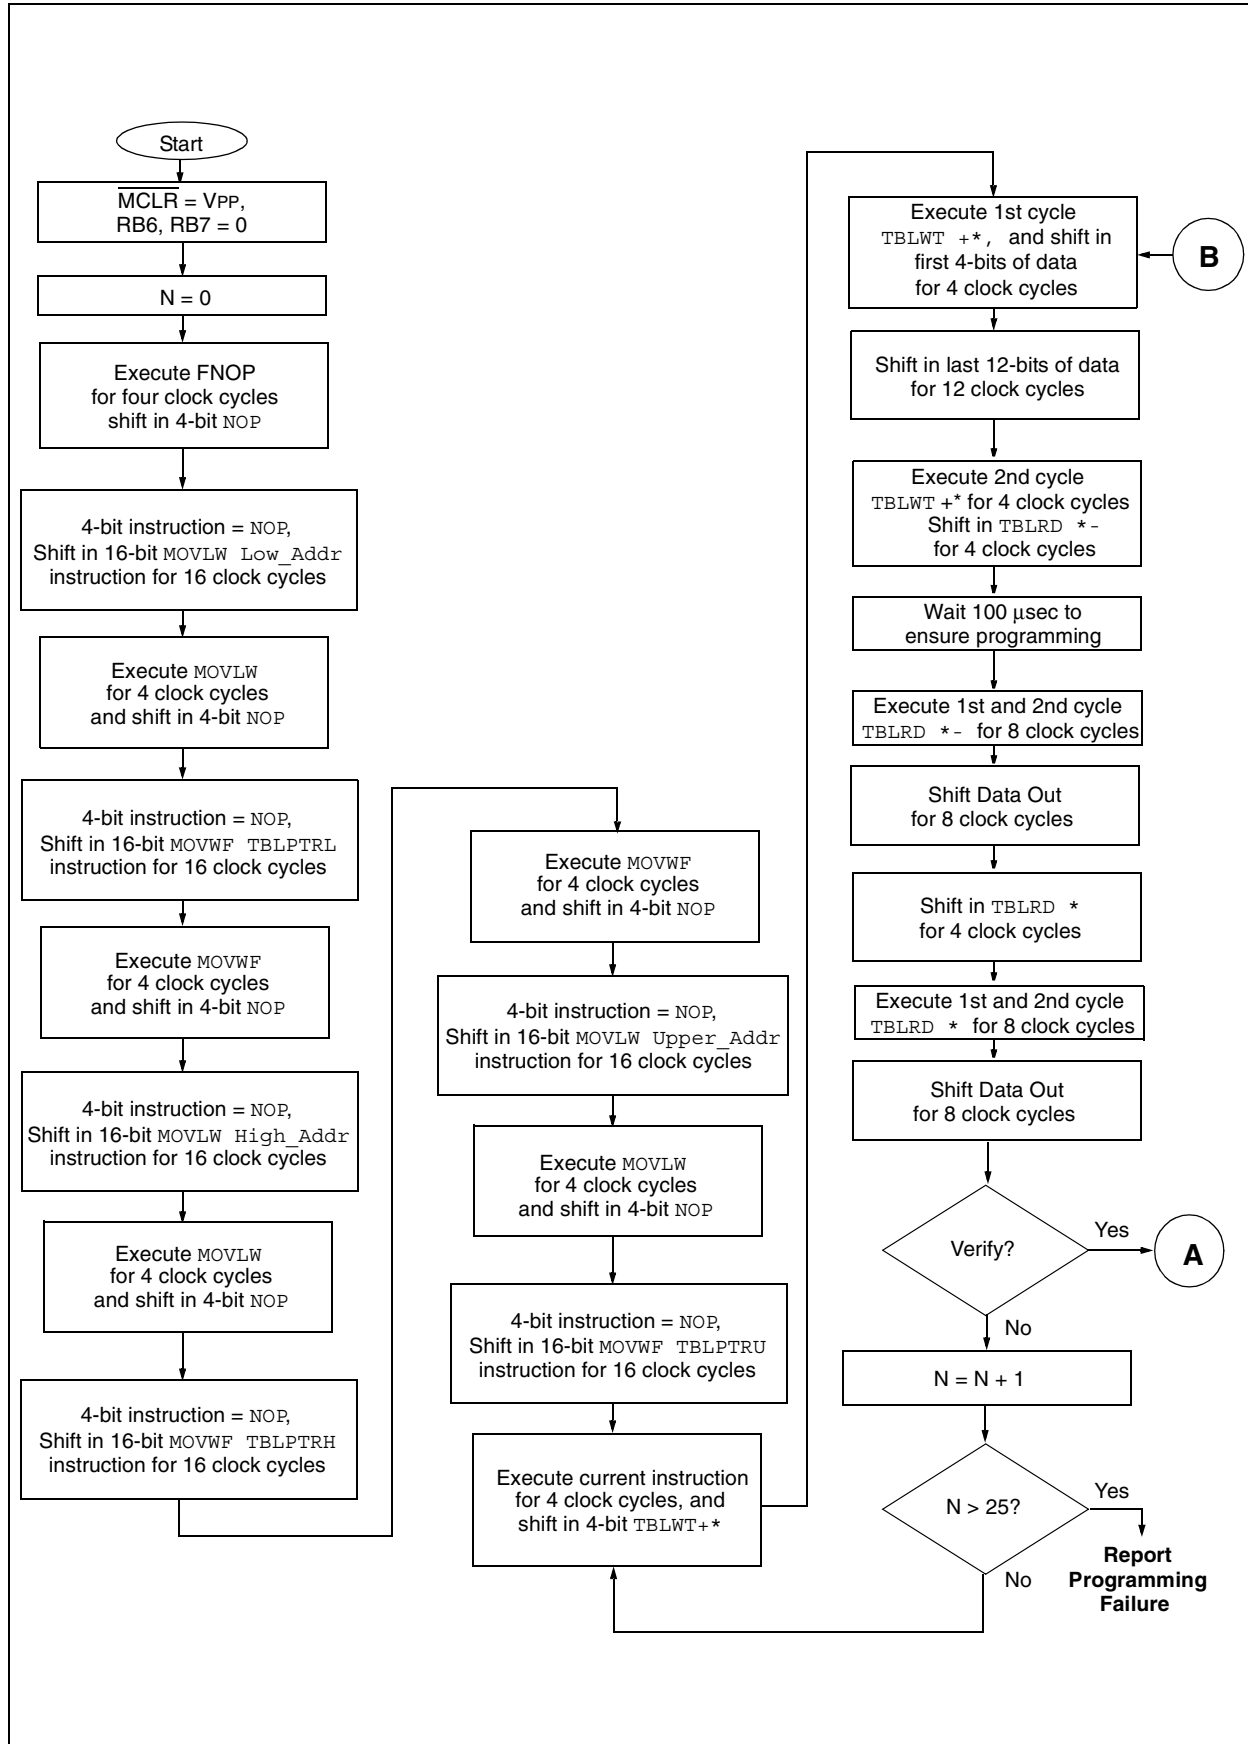 Start
MCLR = VPP,
RB6, RB7 = 0
N = 0
Execute FNOP
for four clock cycles
shift in 4-bit NOP
4-bit instruction = NOP,
Shift in 16-bit MOVLW Low_Addr
instruction for 16 clock cycles
Execute MOVLW
for 4 clock cycles
and shift in 4-bit NOP
4-bit instruction = NOP,
Shift in 16-bit MOVWF TBLPTRL
instruction for 16 clock cycles
Execute MOVWF
for 4 clock cycles
and shift in 4-bit NOP
4-bit instruction = NOP,
Shift in 16-bit MOVLW High_Addr
instruction for 16 clock cycles
Execute MOVLW
for 4 clock cycles
and shift in 4-bit NOP
4-bit instruction = NOP,
Shift in 16-bit MOVWF TBLPTRH
instruction for 16 clock cycles
Execute MOVWF
for 4 clock cycles
and shift in 4-bit NOP
4-bit instruction = NOP,
Shift in 16-bit MOVLW Upper_Addr
instruction for 16 clock cycles
Execute MOVLW
for 4 clock cycles
and shift in 4-bit NOP
4-bit instruction = NOP,
Shift in 16-bit MOVWF TBLPTRU
instruction for 16 clock cycles
Execute current instruction
for 4 clock cycles, and
shift in 4-bit TBLWT+*
Execute 1st cycle
TBLWT +*, and shift in
first 4-bits of data
for 4 clock cycles
B
Shift in last 12-bits of data
for 12 clock cycles
Execute 2nd cycle
TBLWT +* for 4 clock cycles
Shift in TBLRD *-
for 4 clock cycles
Wait 100 µsec to
ensure programming
Execute 1st and 2nd cycle
TBLRD *- for 8 clock cycles
Shift Data Out
for 8 clock cycles
Shift in TBLRD *
for 4 clock cycles
Execute 1st and 2nd cycle
TBLRD * for 8 clock cycles
Shift Data Out
for 8 clock cycles
Verify?
Yes
A
No
N = N + 1
N > 25?
Yes
Report
Programming
Failure
No